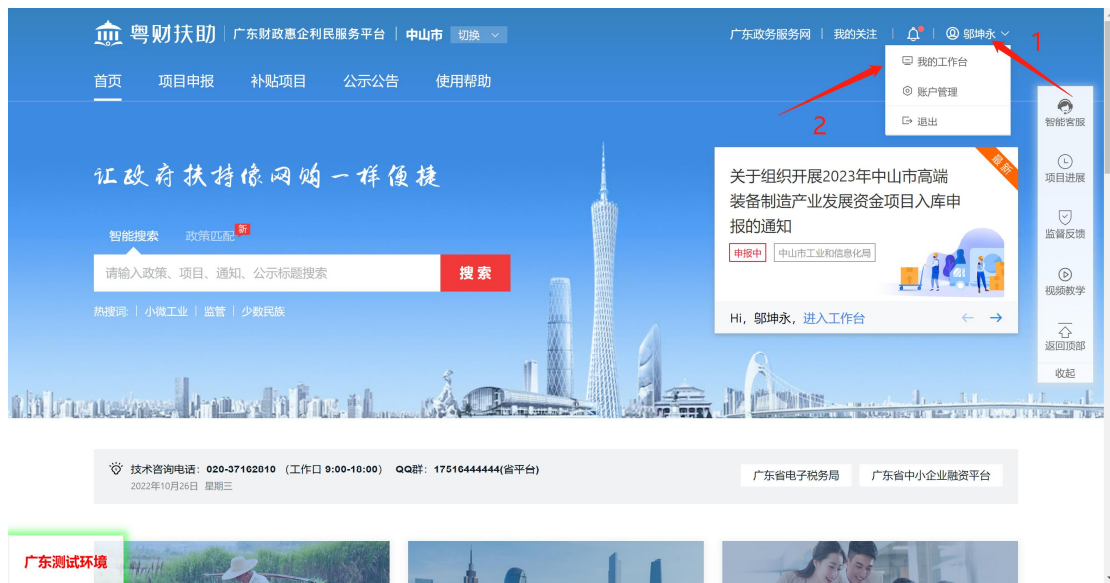 粤财扶助 广东财政惠企利民服务平台 中山市 切换
广东政务服务网 我的关注 邬坤永
1
首页 项目申报 补贴项目 公示公告 使用帮助
我的工作台
账户管理
退出
2
智能客服
项目进展
监督反馈
视频教学
返回顶部
收起
让政府扶持像网购一样便捷
智能搜索 政策匹配 新
请输入政策、项目、通知、公示标题搜索 搜索
热搜词: 小微工业 监管 少数民族
最新
关于组织开展2023年中山市高端
装备制造产业发展资金项目入库申
报的通知
申报中 中山市工业和信息化局
Hi, 邬坤永, 进入工作台
技术咨询电话: 020-37162810 (工作日 9:00-18:00) QQ群: 17516444444(省平台)
2022年10月26日 星期三
广东省电子税务局 广东省中小企业融资平台
广东测试环境